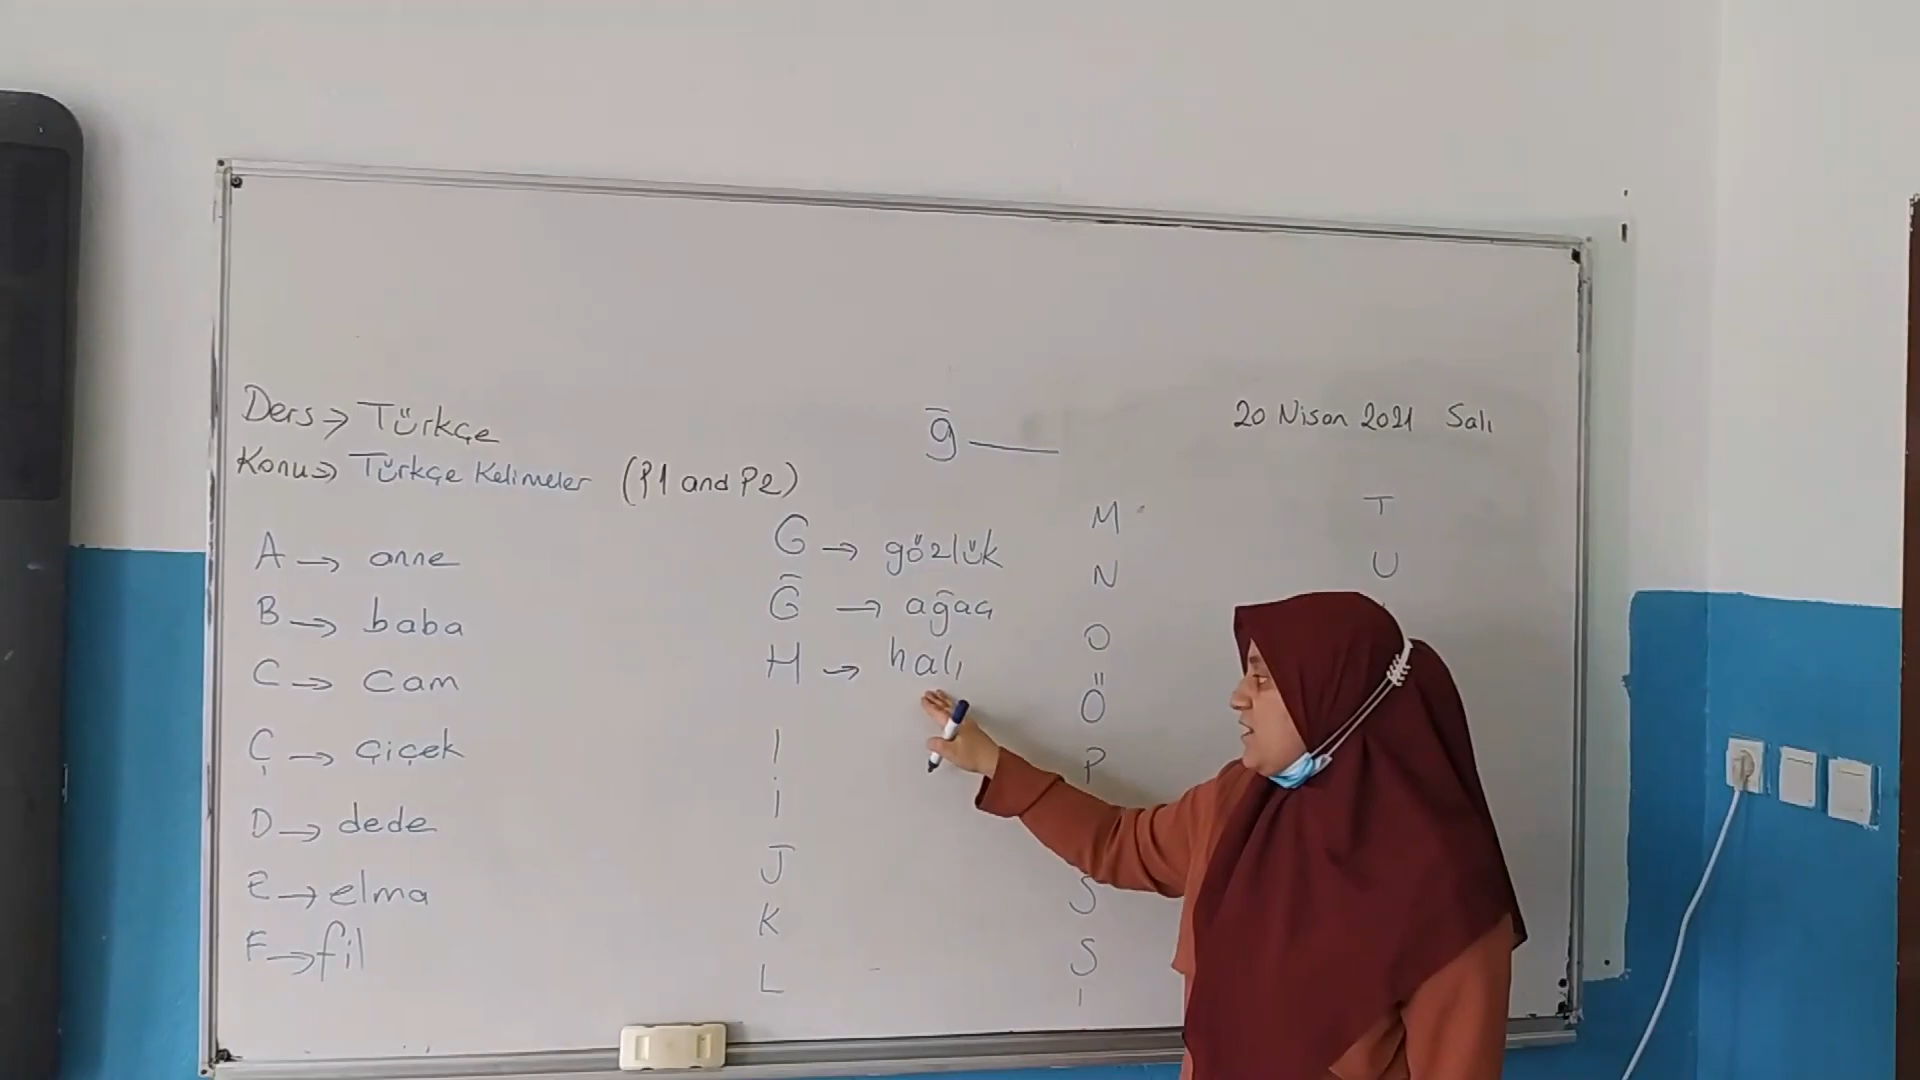 Ders → Türkçe
Konu → Türkçe Kelimeler (P1 and P2)
ğ
20 Nisan 2021 Salı
A → anne
B → baba
C → cam
Ç → çiçek
D → dede
E → elma
F → fil
G → gözlük
Ğ → ağaç
H → halı
I
İ
J
K
L
M
N
O
Ö
P
S
Ş
T
U